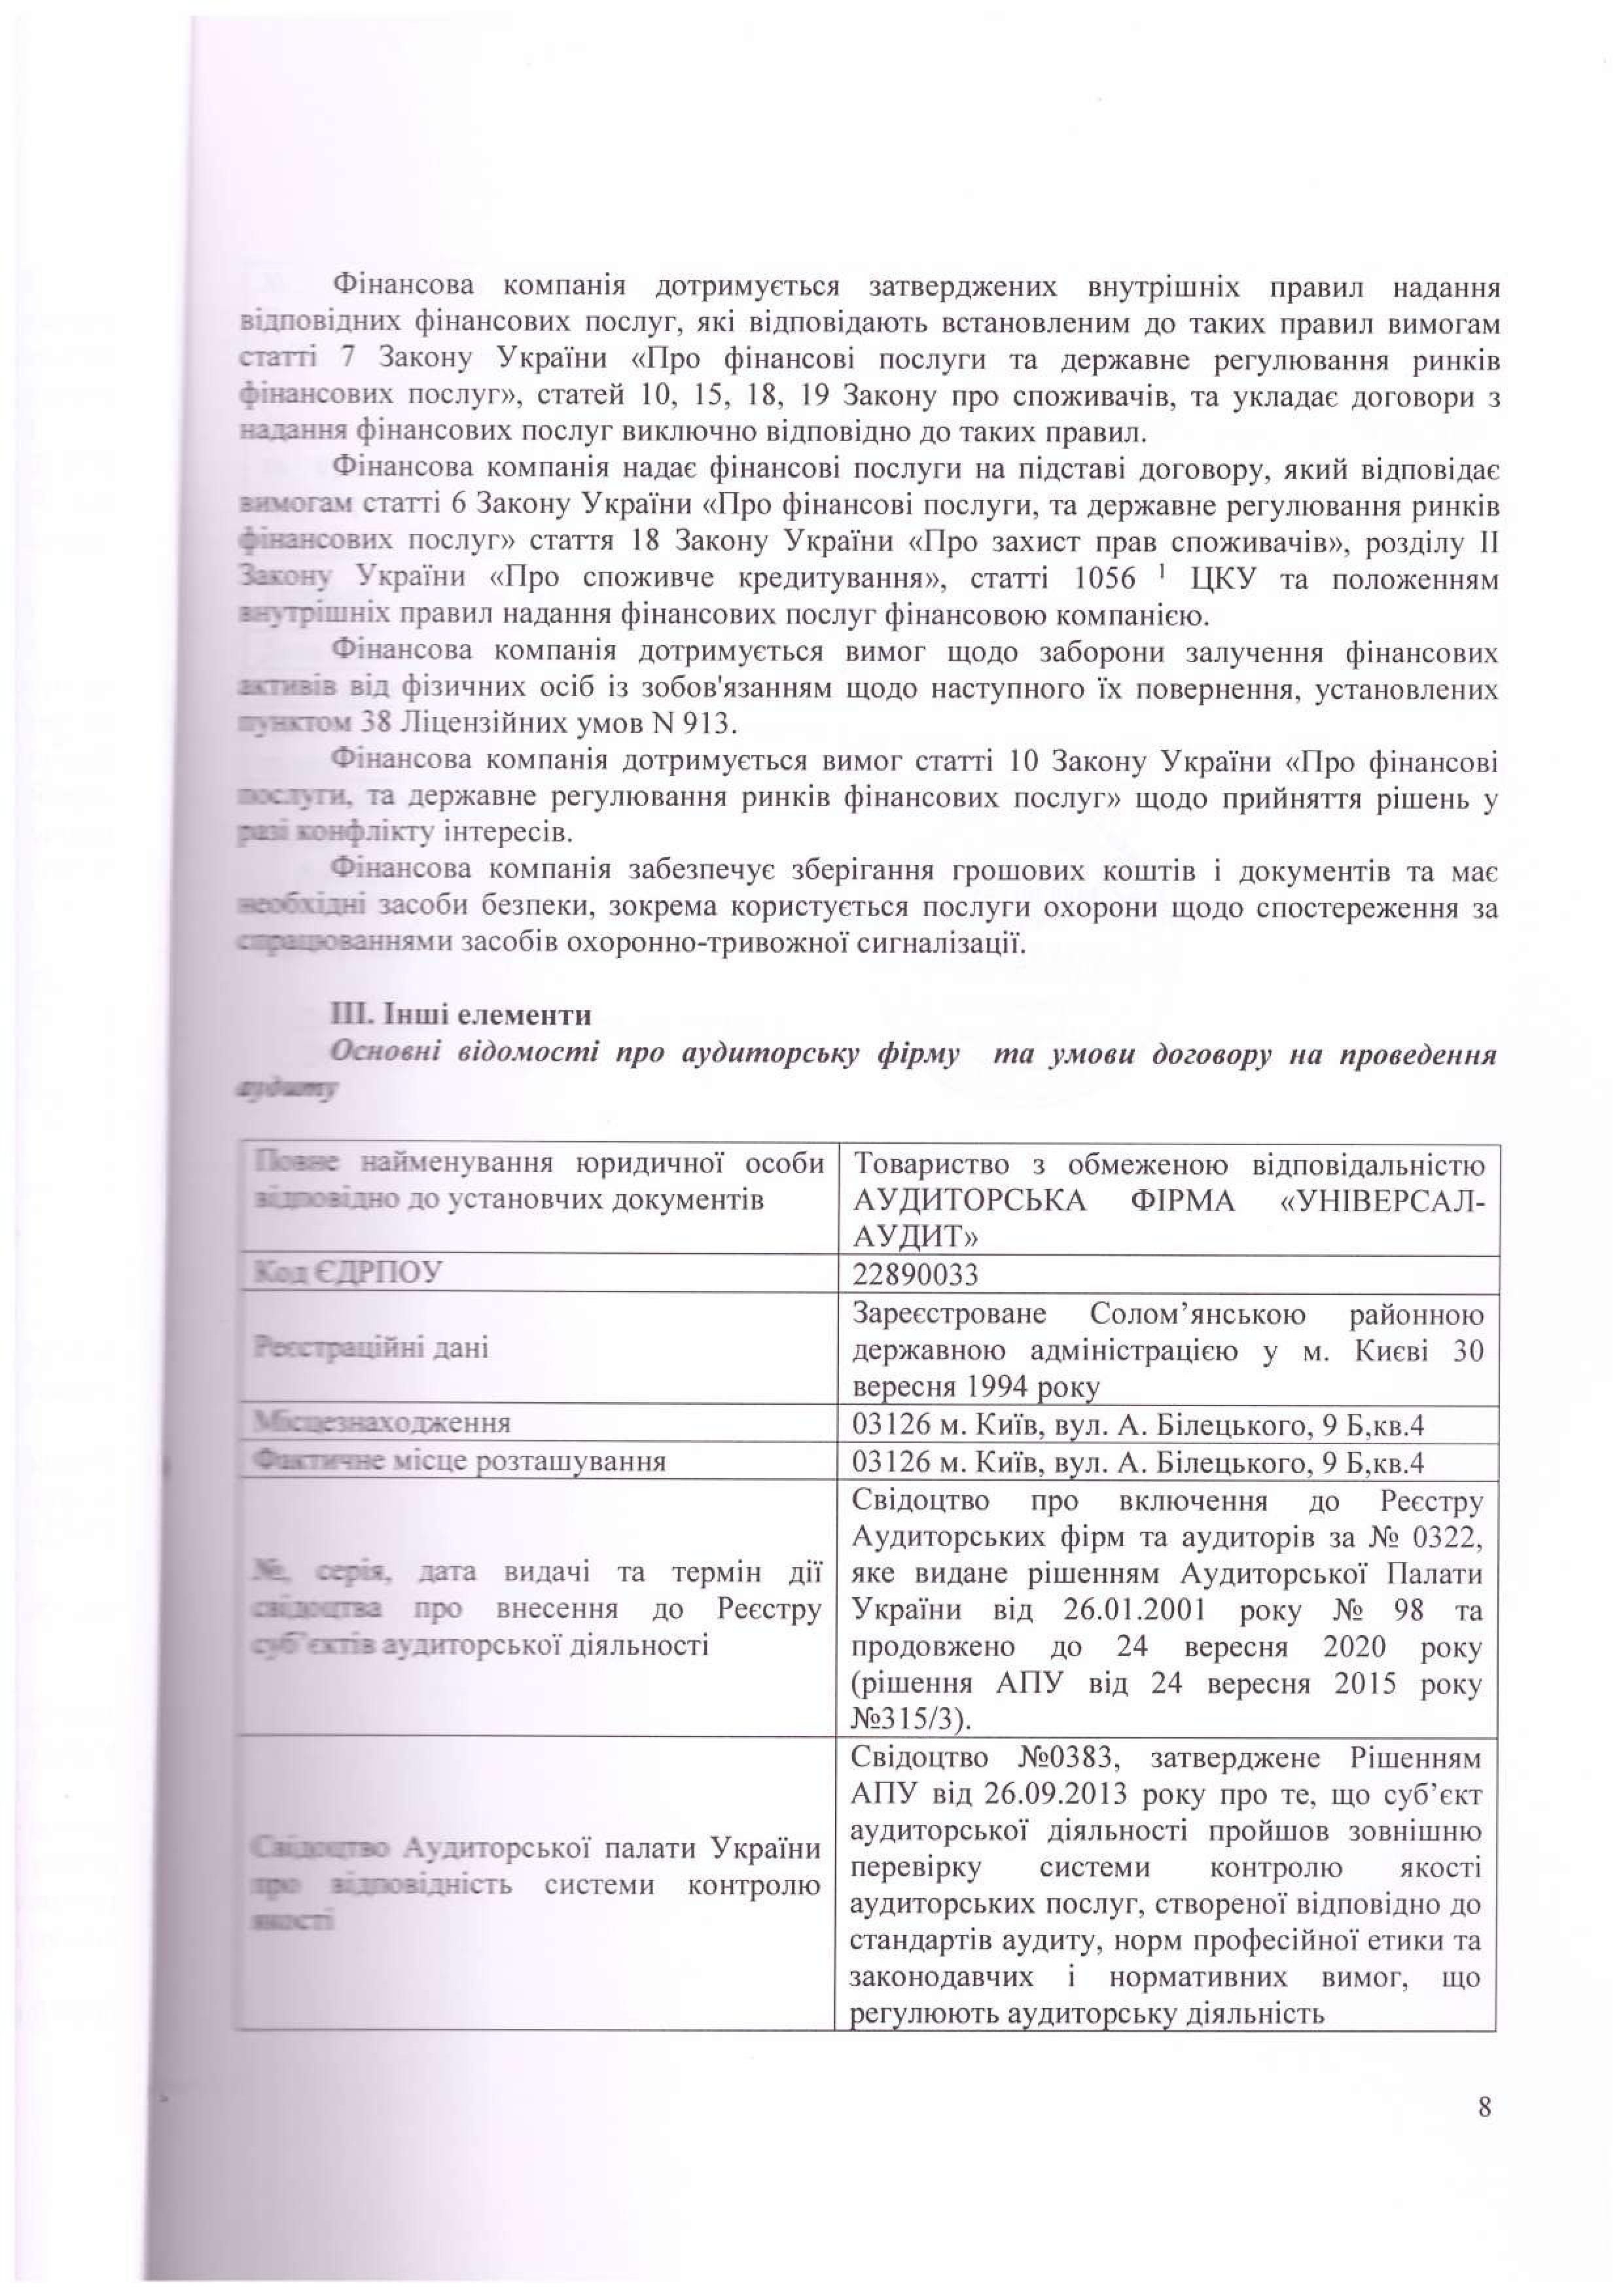 Фінансова компанія дотримується затверджених внутрішніх правил надання
відповідних фінансових послуг, які відповідають встановленим до таких правил вимогам
статті 7 Закону України «Про фінансові послуги та державне регулювання ринків
фінансових послуг», статей 10, 15, 18, 19 Закону про споживачів, та укладає договори з
надання фінансових послуг виключно відповідно до таких правил.
Фінансова компанія надає фінансові послуги на підставі договору, який відповідає
вимогам статті 6 Закону України «Про фінансові послуги, та державне регулювання ринків
фінансових послуг» стаття 18 Закону України «Про захист прав споживачів», розділу II
Закону України «Про споживче кредитування», статті 1056 ¹ ЦКУ та положенням
внутрішніх правил надання фінансових послуг фінансовою компанією.
Фінансова компанія дотримується вимог щодо заборони залучення фінансових
активів від фізичних осіб із зобов'язанням щодо наступного їх повернення, установлених
пунктом 38 Ліцензійних умов N 913.
Фінансова компанія дотримується вимог статті 10 Закону України «Про фінансові
послуги, та державне регулювання ринків фінансових послуг» щодо прийняття рішень у
разі конфлікту інтересів.
Фінансова компанія забезпечує зберігання грошових коштів і документів та має
необхідні засоби безпеки, зокрема користується послуги охорони щодо спостереження за
спрацюваннями засобів охоронно-тривожної сигналізації.
III. Інші елементи
Основні відомості про аудиторську фірму та умови договору на проведення
аудиту
Повне найменування юридичної особи
відповідно до установчих документів
Товариство з обмеженою відповідальністю
АУДИТОРСЬКА ФІРМА «УНІВЕРСАЛ-
АУДИТ»
Код ЄДРПОУ
22890033
Реєстраційні дані
Зареєстроване Солом’янською районною
державною адміністрацією у м. Києві 30
вересня 1994 року
Місцезнаходження
03126 м. Київ, вул. А. Білецького, 9 Б,кв.4
Фактичне місце розташування
03126 м. Київ, вул. А. Білецького, 9 Б,кв.4
№, серія, дата видачі та термін дії
свідоцтва про внесення до Реєстру
суб’єктів аудиторської діяльності
Свідоцтво про включення до Реєстру
Аудиторських фірм та аудиторів за № 0322,
яке видане рішенням Аудиторської Палати
України від 26.01.2001 року № 98 та
продовжено до 24 вересня 2020 року
(рішення АПУ від 24 вересня 2015 року
№315/3).
Свідоцтво Аудиторської палати України
про відповідність системи контролю
якості
Свідоцтво №0383, затверджене Рішенням
АПУ від 26.09.2013 року про те, що суб’єкт
аудиторської діяльності пройшов зовнішню
перевірку системи контролю якості
аудиторських послуг, створеної відповідно до
стандартів аудиту, норм професійної етики та
законодавчих і нормативних вимог, що
регулюють аудиторську діяльність
8